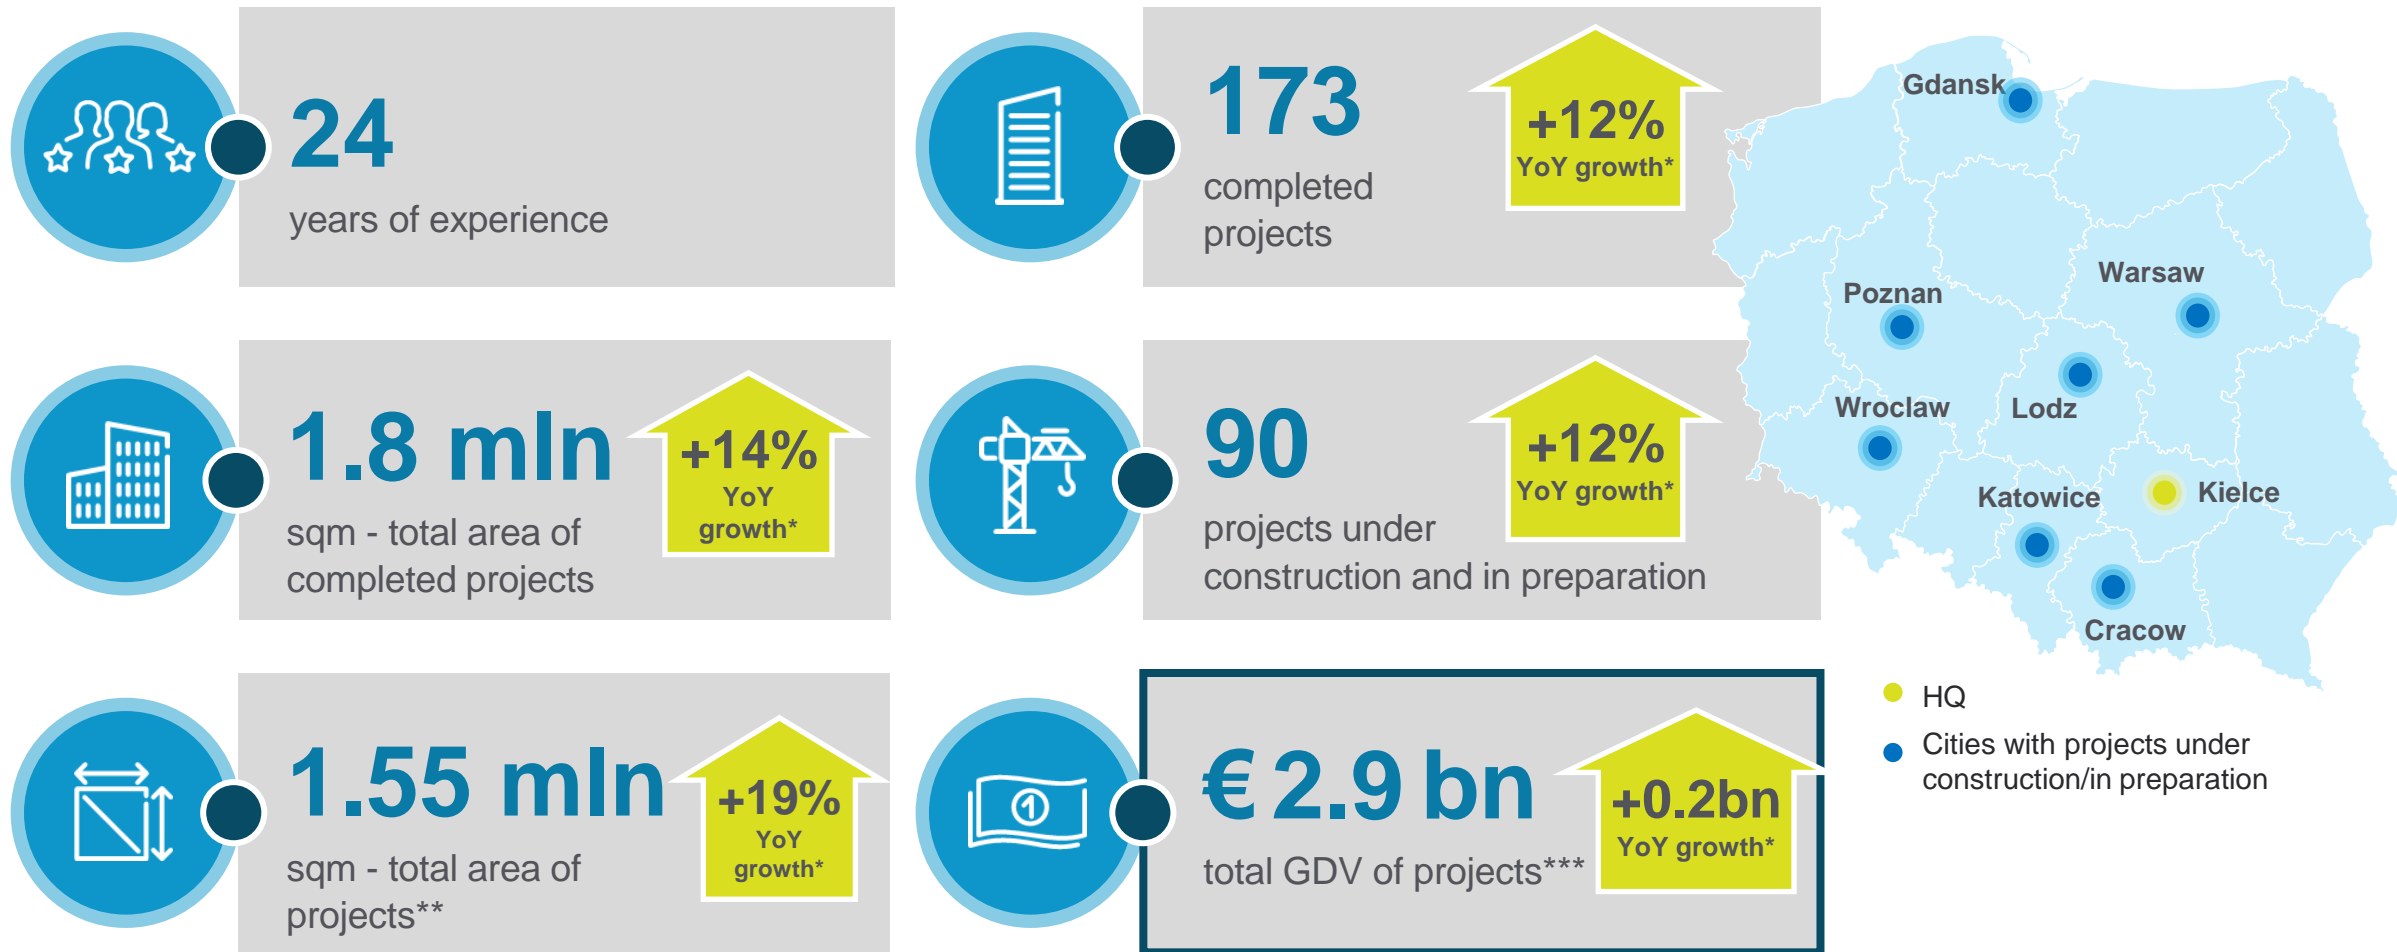 24
years of experience
173
completed
projects
+12%
YoY growth*
1.8 mln
sqm - total area of
completed projects
+14%
YoY
growth*
90
projects under
construction and in preparation
+12%
YoY growth*
1.55 mln
sqm - total area of
projects**
+19%
YoY
growth*
€ 2.9 bn
total GDV of projects***
+0.2bn
YoY growth*
1
Gdansk
Warsaw
Poznan
Wroclaw
Lodz
Katowice
Kielce
Cracow
HQ
Cities with projects under
construction/in preparation